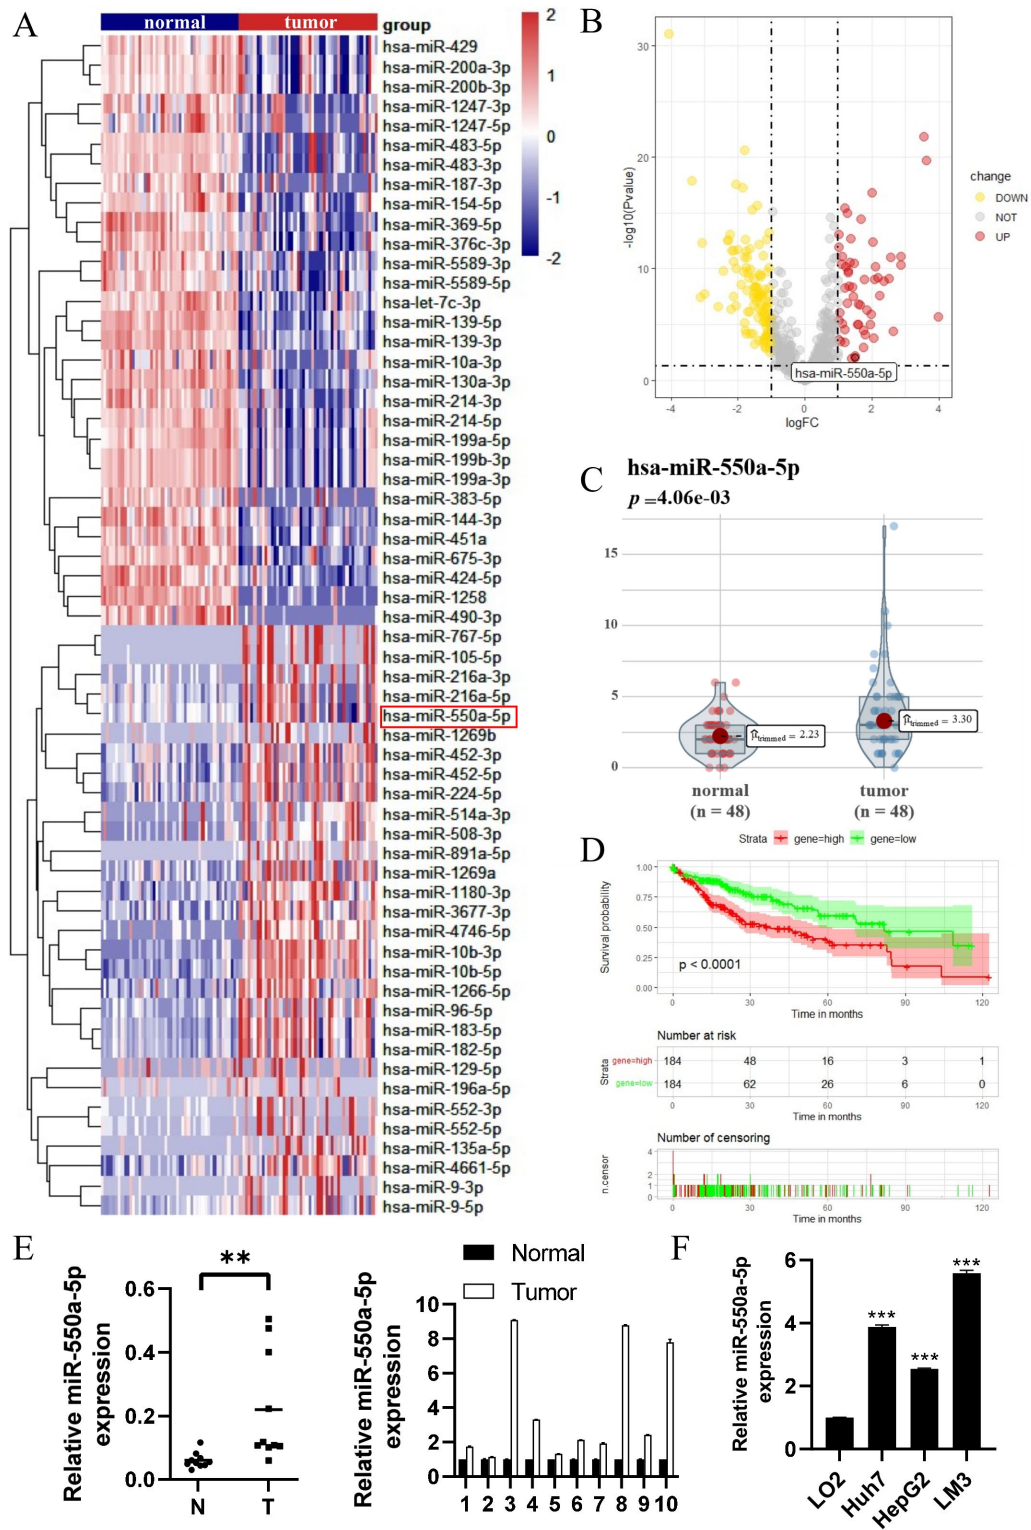 A
normal
tumor
group
hsa-miR-429
hsa-miR-200a-3p
hsa-miR-200b-3p
hsa-miR-1247-3p
hsa-miR-1247-5p
hsa-miR-483-5p
hsa-miR-483-3p
hsa-miR-187-3p
hsa-miR-154-5p
hsa-miR-369-5p
hsa-miR-376c-3p
hsa-miR-5589-3p
hsa-miR-5589-5p
hsa-let-7c-3p
hsa-miR-139-5p
hsa-miR-139-3p
hsa-miR-10a-3p
hsa-miR-130a-3p
hsa-miR-214-3p
hsa-miR-214-5p
hsa-miR-199a-5p
hsa-miR-199b-3p
hsa-miR-199a-3p
hsa-miR-383-5p
hsa-miR-144-3p
hsa-miR-451a
hsa-miR-675-3p
hsa-miR-424-5p
hsa-miR-1258
hsa-miR-490-3p
hsa-miR-767-5p
hsa-miR-105-5p
hsa-miR-216a-3p
hsa-miR-216a-5p
hsa-miR-550a-5p
hsa-miR-1269b
hsa-miR-452-3p
hsa-miR-452-5p
hsa-miR-224-5p
hsa-miR-514a-3p
hsa-miR-508-3p
hsa-miR-891a-5p
hsa-miR-1269a
hsa-miR-1180-3p
hsa-miR-3677-3p
hsa-miR-4746-5p
hsa-miR-10b-3p
hsa-miR-10b-5p
hsa-miR-1266-5p
hsa-miR-96-5p
hsa-miR-183-5p
hsa-miR-182-5p
hsa-miR-129-5p
hsa-miR-196a-5p
hsa-miR-552-3p
hsa-miR-552-5p
hsa-miR-135a-5p
hsa-miR-4661-5p
hsa-miR-9-3p
hsa-miR-9-5p
2
1
0
-1
-2
B
30
20
10
0
-log10(Pvalue)
hsa-miR-550a-5p
-4
-2
0
2
4
logFC
change
DOWN
NOT
UP
C
hsa-miR-550a-5p
p =4.06e-03
15
10
5
0
μ̂trimmed = 2.23
μ̂trimmed = 3.30
normal
(n = 48)
tumor
(n = 48)
D
Strata gene=high gene=low
Survival probability
1.00
0.75
0.50
0.25
0.00
p < 0.0001
0 30 60 90 120
Time in months
Number at risk
Strata
gene=high 184 48 16 3 1
gene=low 184 62 26 6 0
0 30 60 90 120
Time in months
Number of censoring
n.censor
4
2
1
0
0 30 60 90 120
Time in months
E
Relative miR-550a-5p
expression
0.6
0.4
0.2
0.0
**
N T
Normal
Tumor
Relative miR-550a-5p
expression
10
8
6
4
2
0
1 2 3 4 5 6 7 8 9 10
F
Relative miR-550a-5p
expression
6
4
2
0
***
***
***
LO2
Huh7
HepG2
LM3